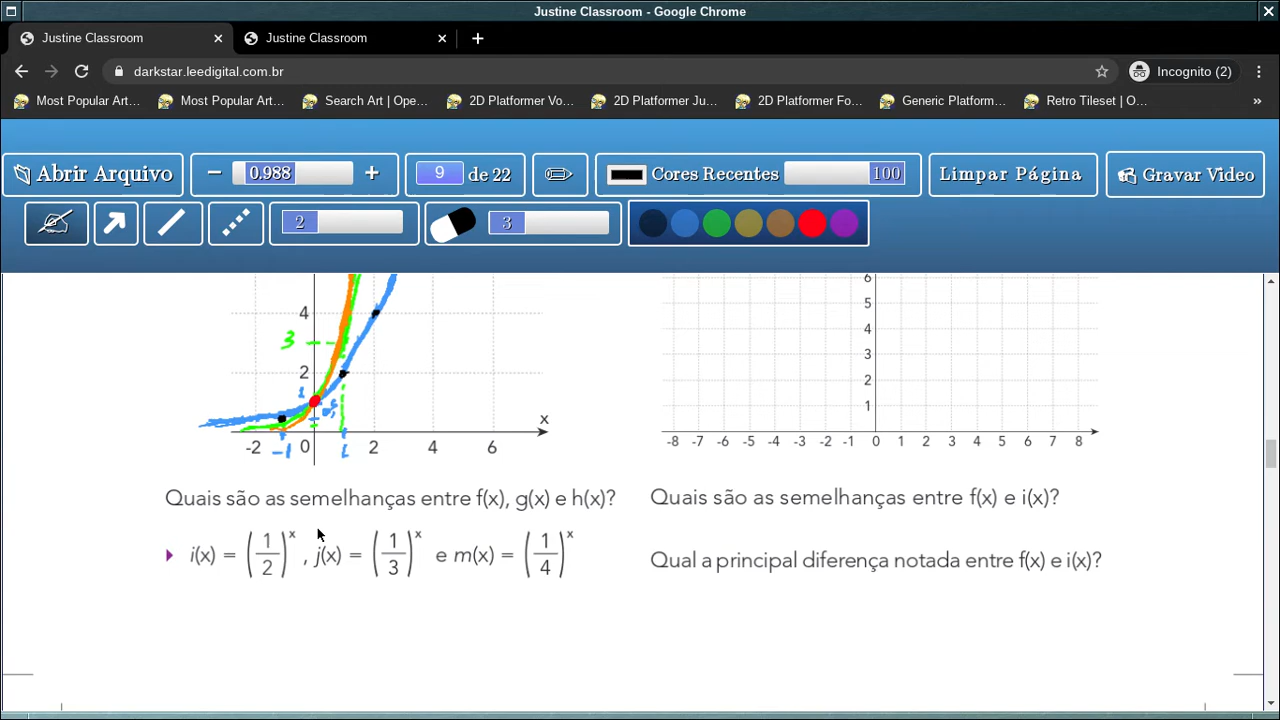 Justine Classroom - Google Chrome
Justine Classroom
Justine Classroom
darkstar.leedigital.com.br
Incognito (2)
Most Popular Art...
Most Popular Art...
Search Art | Ope...
2D Platformer Vo...
2D Platformer Ju...
2D Platformer Fo...
Generic Platform...
Retro Tileset | O...
Abrir Arquivo
0.988
9 de 22
Cores Recentes
100
Limpar Página
Gravar Video
2
3
4
3
2
1
x
-2 0 2 4 6
-1
6
5
4
3
2
1
-8 -7 -6 -5 -4 -3 -2 -1 0 1 2 3 4 5 6 7 8
Quais são as semelhanças entre f(x), g(x) e h(x)?
i(x) = (1/2)^x , j(x) = (1/3)^x e m(x) = (1/4)^x
Quais são as semelhanças entre f(x) e i(x)?
Qual a principal diferença notada entre f(x) e i(x)?